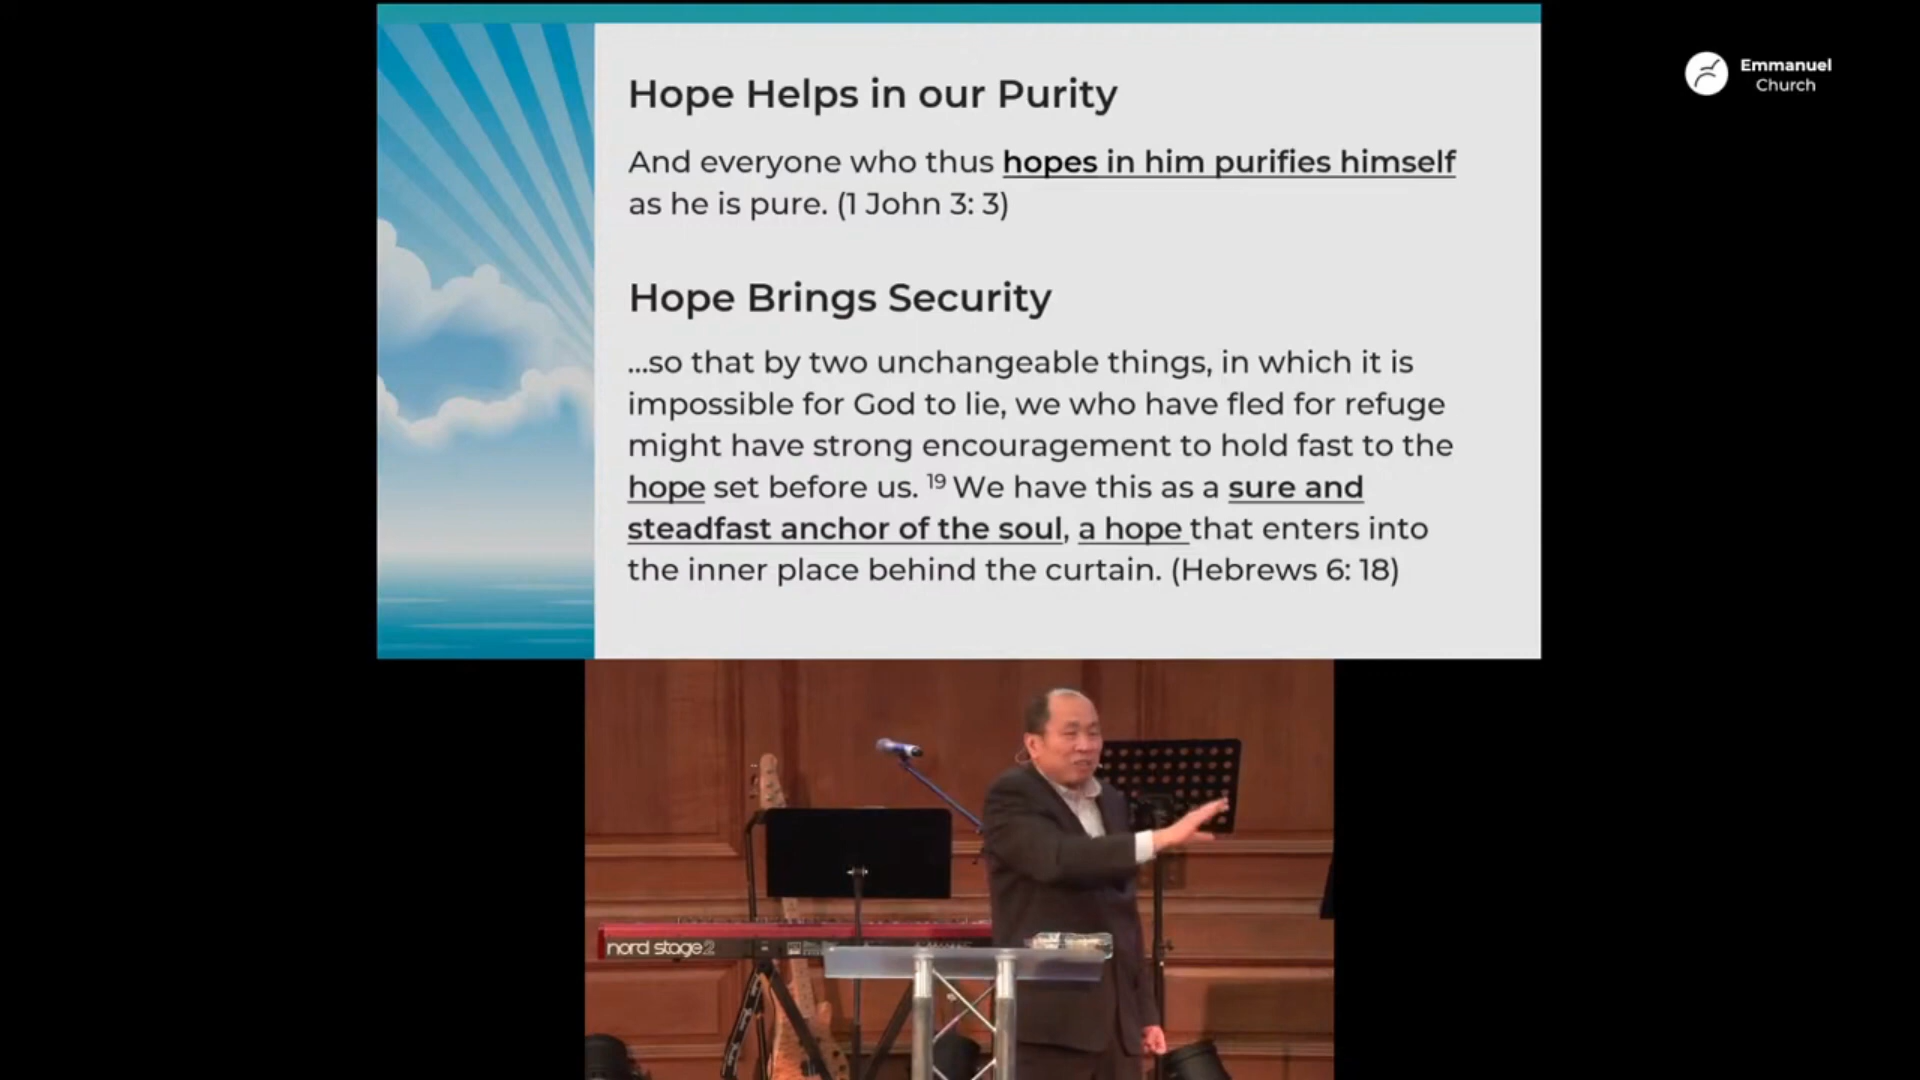 Hope Helps in our Purity
And everyone who thus hopes in him purifies himself
as he is pure. (1 John 3: 3)
Hope Brings Security
...so that by two unchangeable things, in which it is
impossible for God to lie, we who have fled for refuge
might have strong encouragement to hold fast to the
hope set before us. 19 We have this as a sure and
steadfast anchor of the soul, a hope that enters into
the inner place behind the curtain. (Hebrews 6: 18)
Emmanuel
Church
nord stage 2